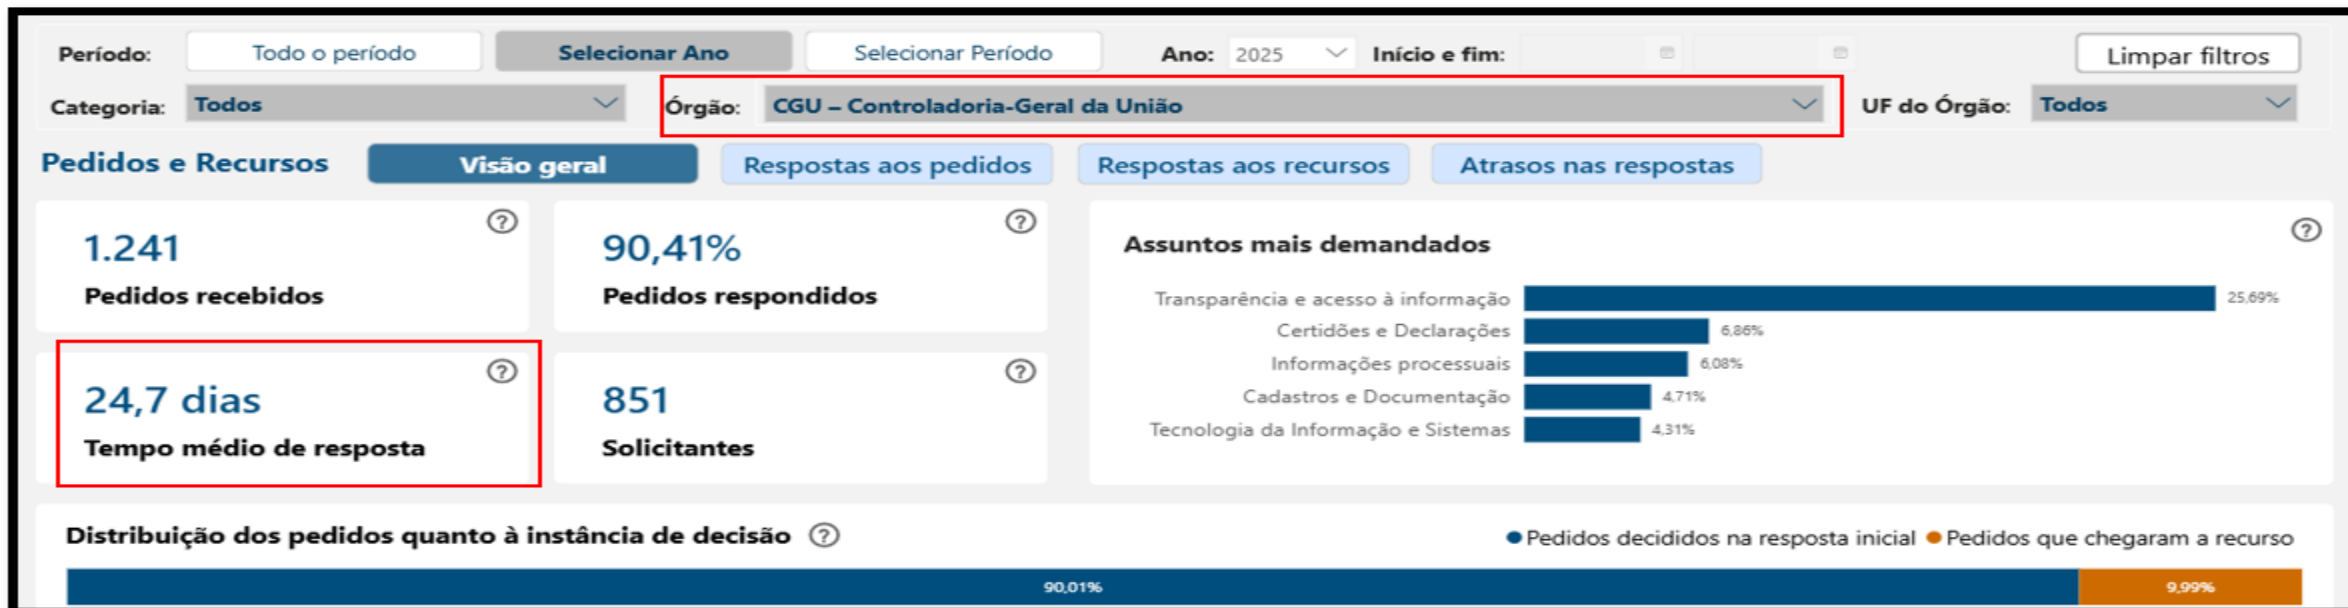 Período: Todo o período Selecionar Ano Selecionar Período Ano: 2025 Início e fim: Limpar filtros
Categoria: Todos Órgão: CGU – Controladoria-Geral da União UF do Órgão: Todos
Pedidos e Recursos Visão geral Respostas aos pedidos Respostas aos recursos Atrasos nas respostas
1.241
Pedidos recebidos
90,41%
Pedidos respondidos
24,7 dias
Tempo médio de resposta
851
Solicitantes
Assuntos mais demandados
Transparência e acesso à informação 25,69%
Certidões e Declarações 6,86%
Informações processuais 6,08%
Cadastros e Documentação 4,71%
Tecnologia da Informação e Sistemas 4,31%
Distribuição dos pedidos quanto à instância de decisão Pedidos decididos na resposta inicial Pedidos que chegaram a recurso
90,01% 9,99%